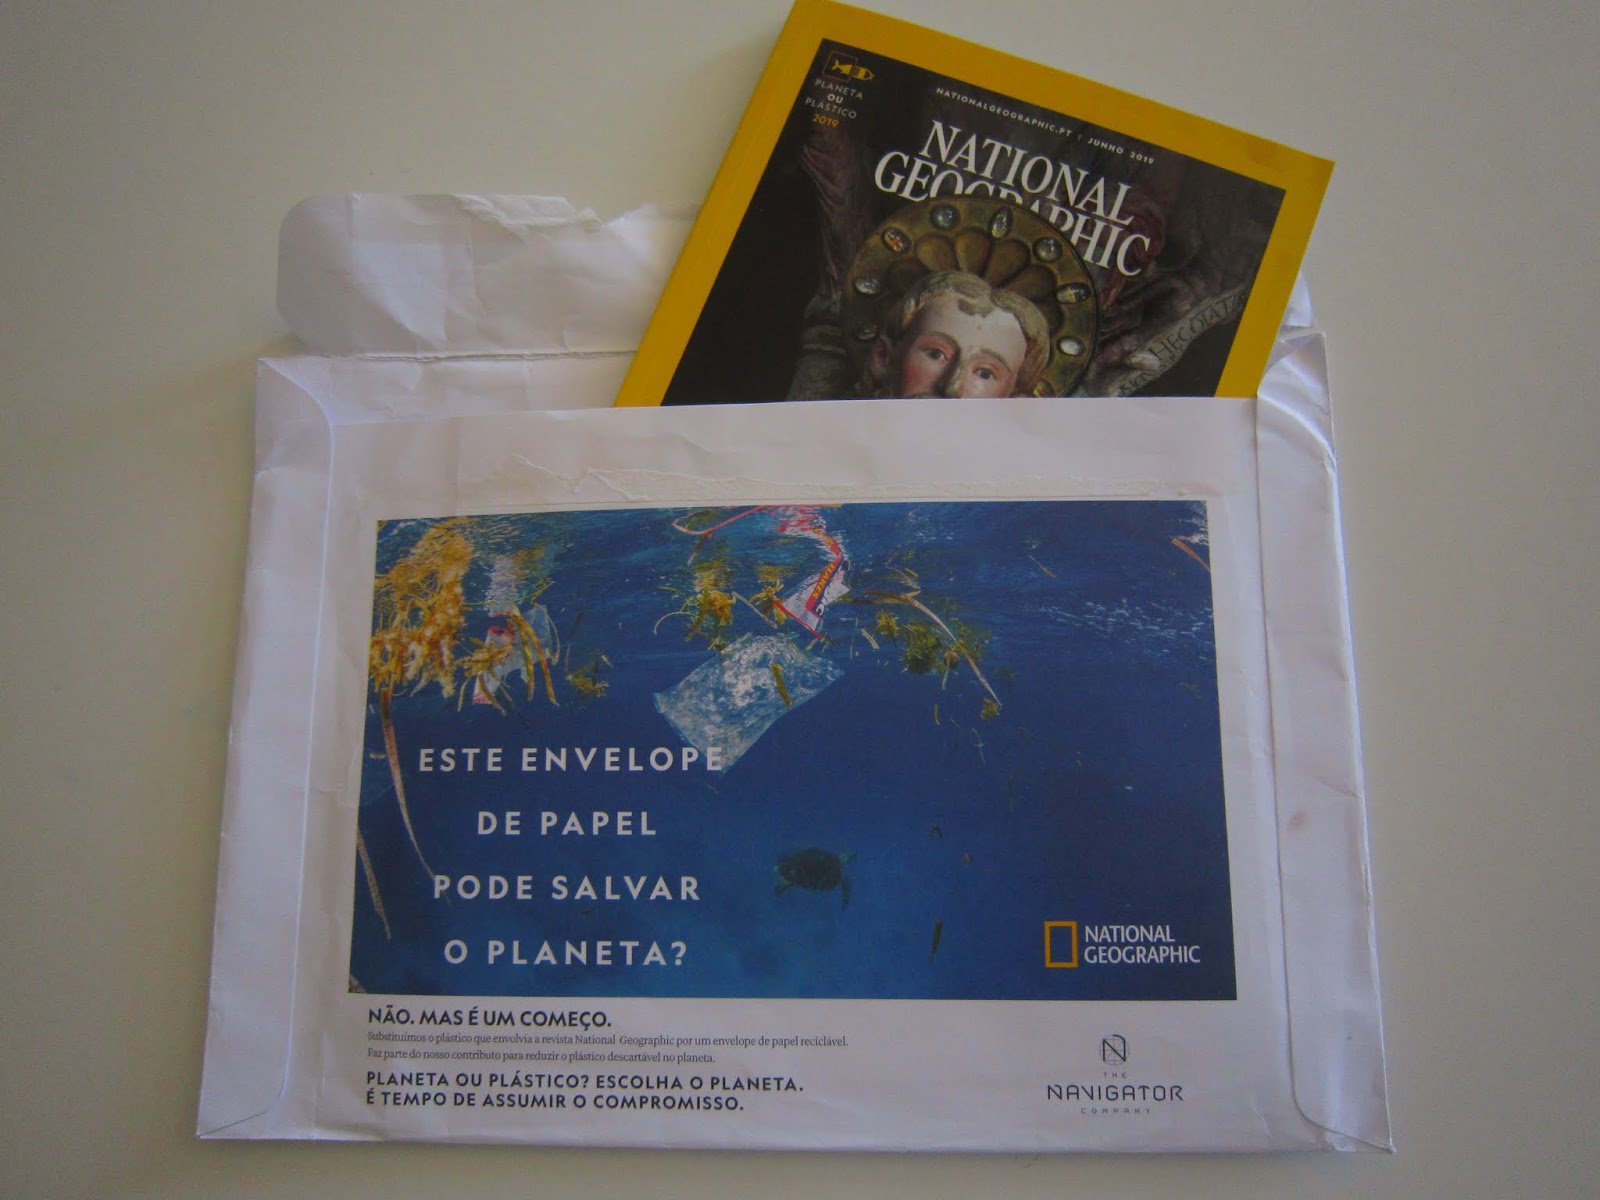 PLANETA
OU
PLÁSTICO
2019
NATIONALGEOGRAPHIC.PT | JUNHO 2019
NATIONAL
GEOGRAPHIC
ESTE ENVELOPE
DE PAPEL
PODE SALVAR
O PLANETA?
NATIONAL
GEOGRAPHIC
NÃO. MAS É UM COMEÇO.
Substituímos o plástico que envolvia a revista National Geographic por um envelope de papel reciclável.
Faz parte do nosso contributo para reduzir o plástico descartável no planeta.
PLANETA OU PLÁSTICO? ESCOLHA O PLANETA.
É TEMPO DE ASSUMIR O COMPROMISSO.
THE
NAVIGATOR
COMPANY